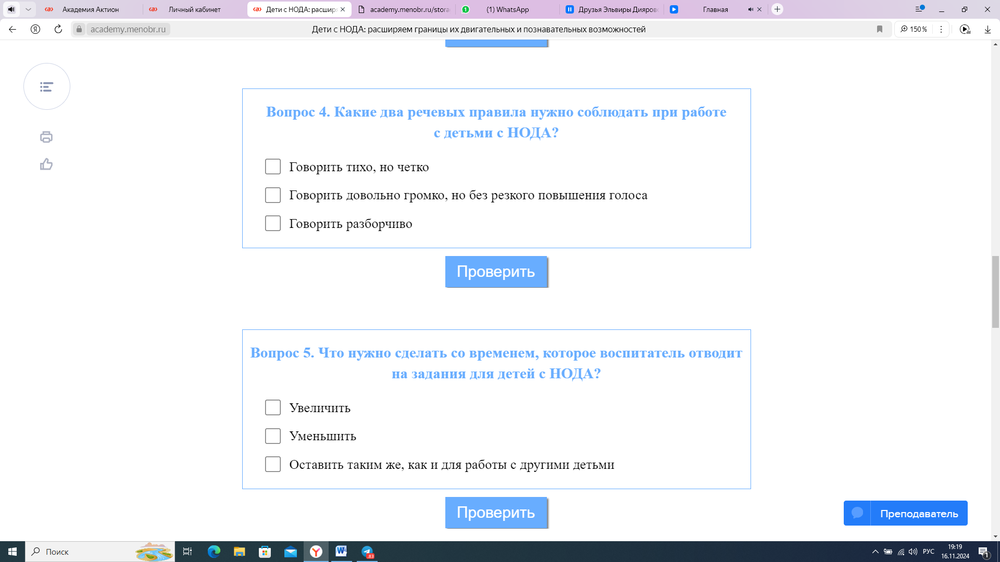 Академия Актион
Личный кабинет
Дети с НОДА: расшир
academy.menobr.ru/stora
1
(1) WhatsApp
Друзья Эльвиры Дияров
Главная
Я
academy.menobr.ru
Дети с НОДА: расширяем границы их двигательных и познавательных возможностей
150 %
Вопрос 4. Какие два речевых правила нужно соблюдать при работе
с детьми с НОДА?
Говорить тихо, но четко
Говорить довольно громко, но без резкого повышения голоса
Говорить разборчиво
Проверить
Вопрос 5. Что нужно сделать со временем, которое воспитатель отводит
на задания для детей с НОДА?
Увеличить
Уменьшить
Оставить таким же, как и для работы с другими детьми
Проверить
Преподаватель
Поиск
83
РУС
19:19
16.11.2024
1